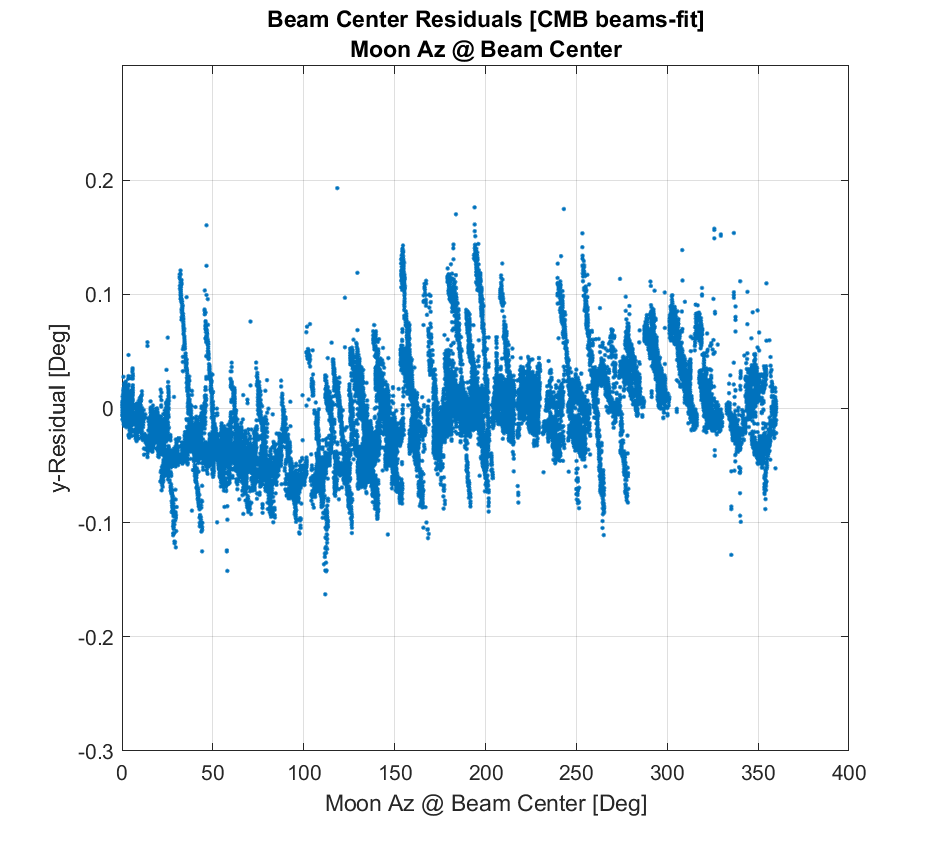 Beam Center Residuals [CMB beams-fit]
Moon Az @ Beam Center
0.2
0.1
0
-0.1
-0.2
-0.3
y-Residual [Deg]
0 50 100 150 200 250 300 350 400
Moon Az @ Beam Center [Deg]